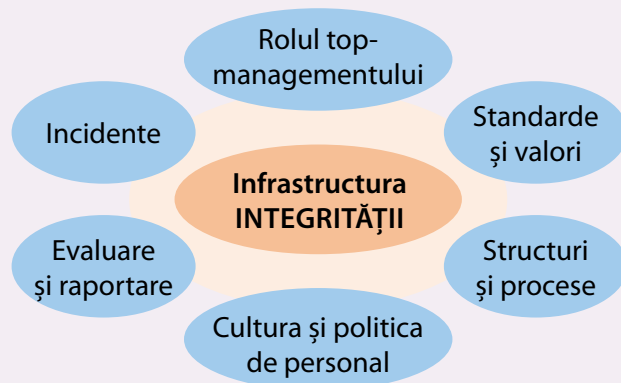 Rolul top-
managementului
Incidente
Standarde
și valori
Infrastructura
INTEGRITĂȚII
Evaluare
și raportare
Structuri
și procese
Cultura și politica
de personal